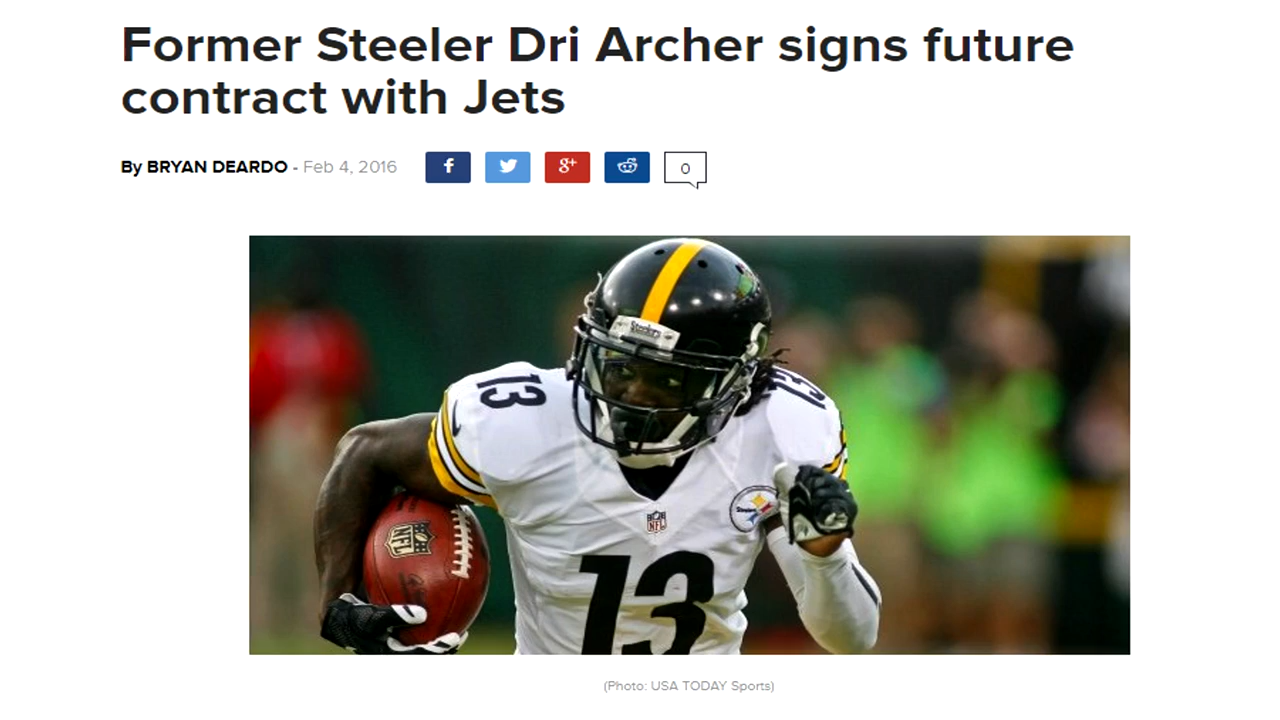 Former Steeler Dri Archer signs future
contract with Jets
By BRYAN DEARDO - Feb 4, 2016
f
g+
0
Steelers
13
13
Steelers
NFL
NFL
13
(Photo: USA TODAY Sports)